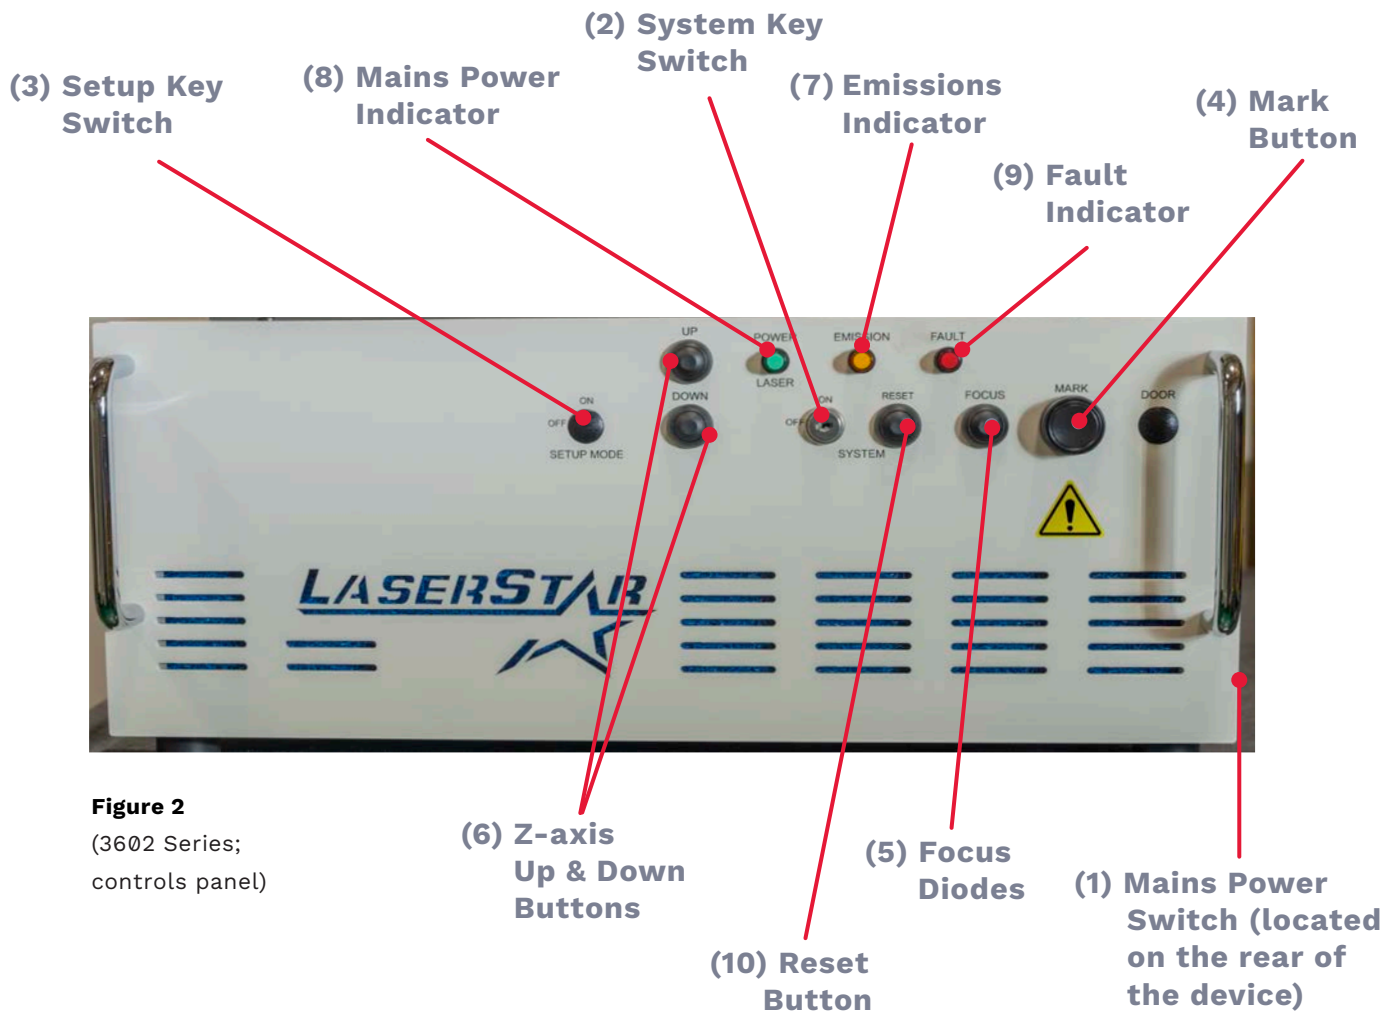 (2) System Key
Switch
(3) Setup Key
Switch
(8) Mains Power
Indicator
(7) Emissions
Indicator
(4) Mark
Button
(9) Fault
Indicator
UP
POWER
EMISSION
FAULT
LASER
ON
OFF
SETUP MODE
DOWN
ON
OFF
SYSTEM
RESET
FOCUS
MARK
DOOR
LASERSTAR
Figure 2
(3602 Series;
controls panel)
(6) Z-axis
Up & Down
Buttons
(5) Focus
Diodes
(1) Mains Power
Switch (located
on the rear of
the device)
(10) Reset
Button